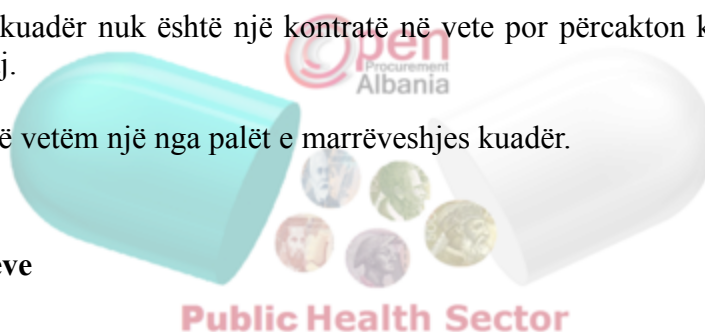 kuadër nuk është një kontratë në vete por përcakton k
j.
Open
Procurement
Albania
ë vetëm një nga palët e marrëveshjes kuadër.
eve
Public Health Sector